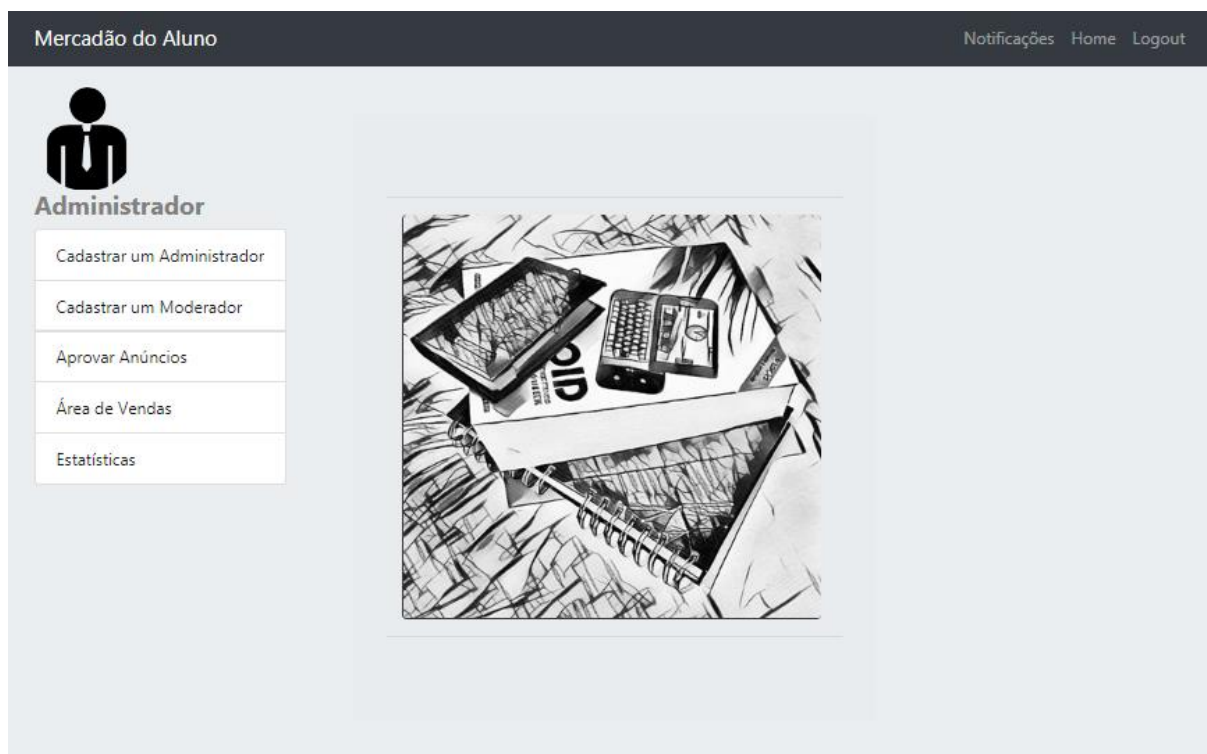 Mercadão do Aluno
Notificações Home Logout
Administrador
Cadastrar um Administrador
Cadastrar um Moderador
Aprovar Anúncios
Área de Vendas
Estatísticas
OID